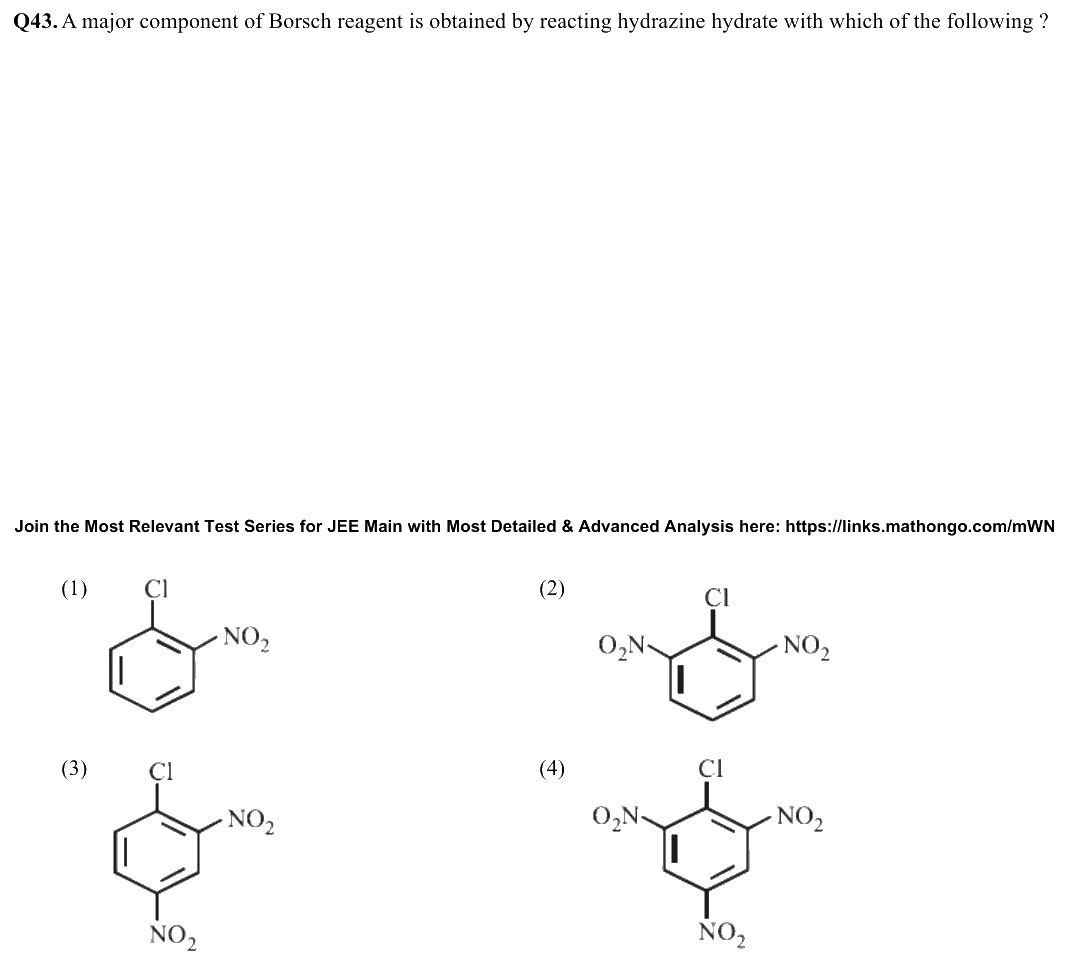 Q43. A major component of Borsch reagent is obtained by reacting hydrazine hydrate with which of the following ?
Join the Most Relevant Test Series for JEE Main with Most Detailed & Advanced Analysis here: https://links.mathongo.com/mWN
(1)
Cl
NO2
(2)
Cl
O2N
NO2
(3)
Cl
NO2
NO2
(4)
Cl
O2N
NO2
NO2